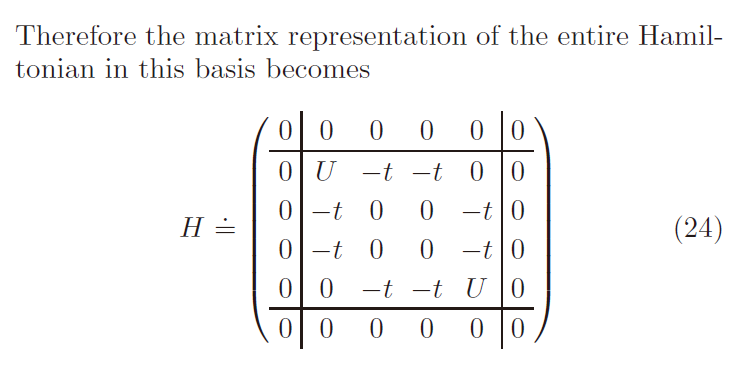 Therefore the matrix representation of the entire Hamil-
tonian in this basis becomes
0 0 0 0 0 0
0 U −t −t 0 0
0 −t 0 0 −t 0
H ≐ (24)
0 −t 0 0 −t 0
0 0 −t −t U 0
0 0 0 0 0 0